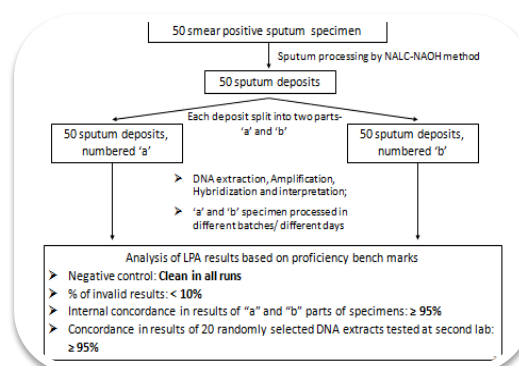 50 smear positive sputum specimen
Sputum processing by NALC-NAOH method
50 sputum deposits
Each deposit split into two parts-
'a' and 'b'
50 sputum deposits,
numbered 'a'
50 sputum deposits,
numbered 'b'
➢ DNA extraction, Amplification,
Hybridization and interpretation;
➢ 'a' and 'b' specimen processed in
different batches/ different days
Analysis of LPA results based on proficiency bench marks
➢ Negative control: Clean in all runs
➢ % of invalid results: < 10%
➢ Internal concordance in results of "a" and "b" parts of specimens: ≥ 95%
➢ Concordance in results of 20 randomly selected DNA extracts tested at second lab:
≥ 95%